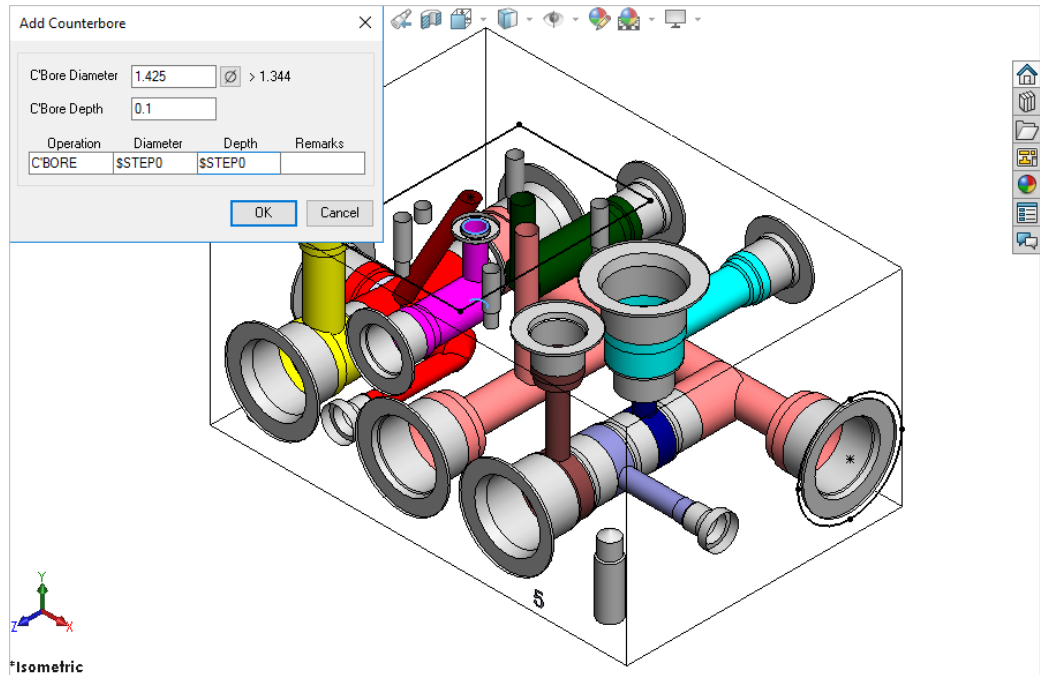 Add Counterbore
C'Bore Diameter 1.425 > 1.344
C'Bore Depth 0.1
Operation Diameter Depth Remarks
C'BORE $STEP0 $STEP0
OK Cancel
5
Y
Z X
*Isometric